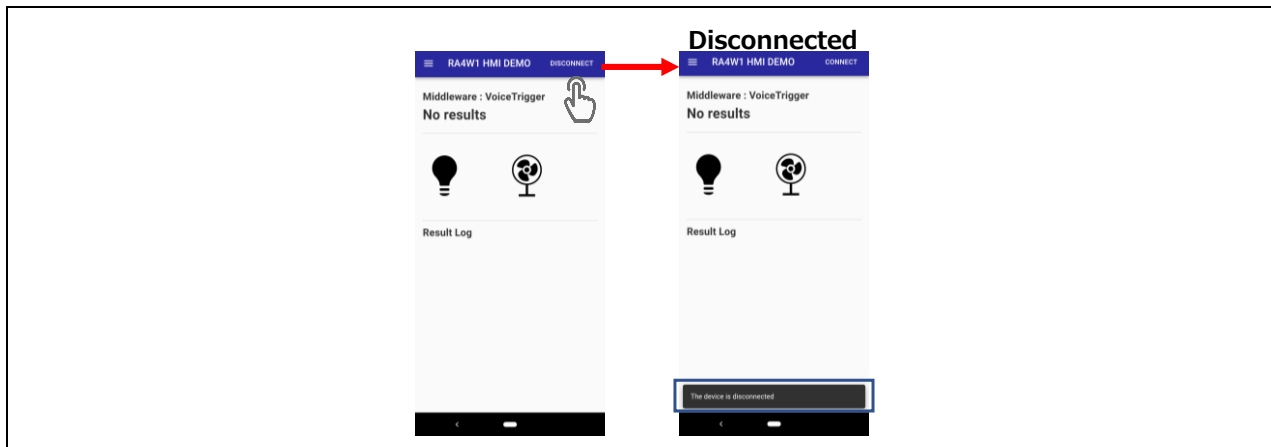 Disconnected
RA4W1 HMI DEMO DISCONNECT
Middleware : VoiceTrigger
No results
Result Log
RA4W1 HMI DEMO CONNECT
Middleware : VoiceTrigger
No results
Result Log
The device is disconnected